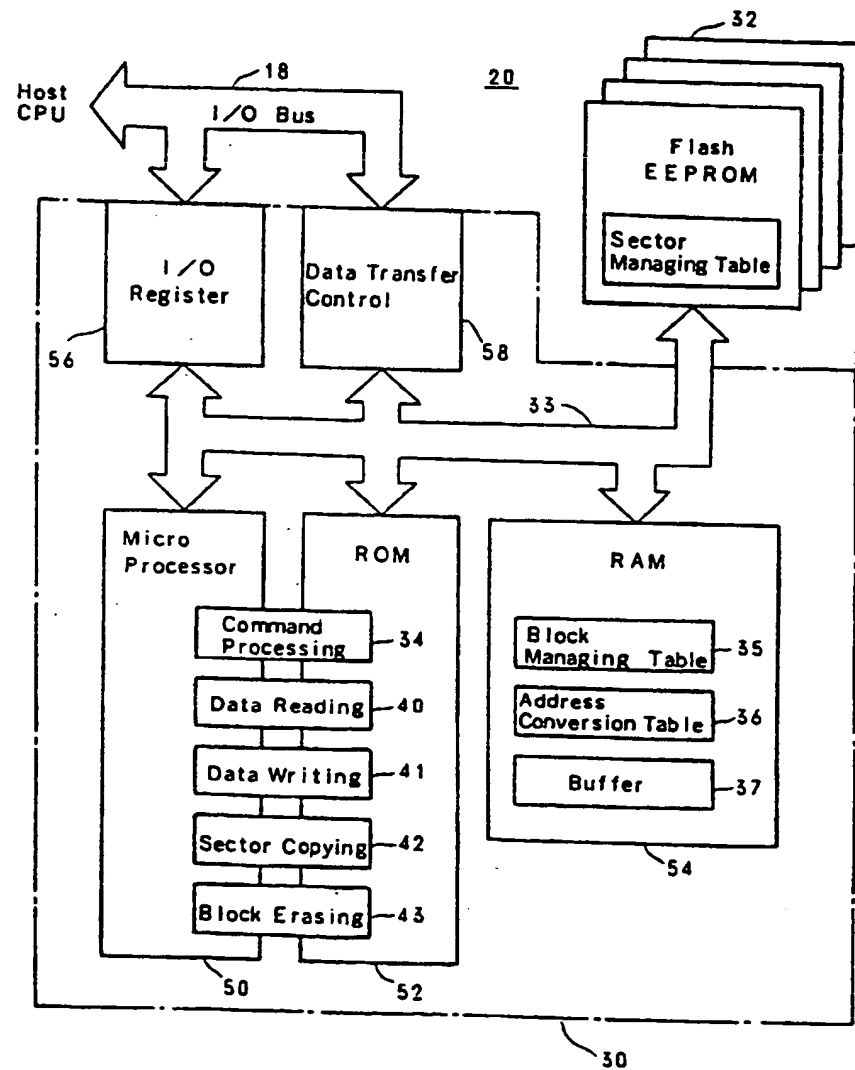 32
18
20
Host
CPU
I/O Bus
Flash
EEPROM
Sector
Managing Table
I/O
Register
Data Transfer
Control
56
58
33
Micro
Processor
ROM
RAM
Command
Processing
34
Block
Managing Table
35
Data Reading
40
Address
Conversion Table
36
Data Writing
41
Buffer
37
Sector Copying
42
54
Block Erasing
43
50
52
30